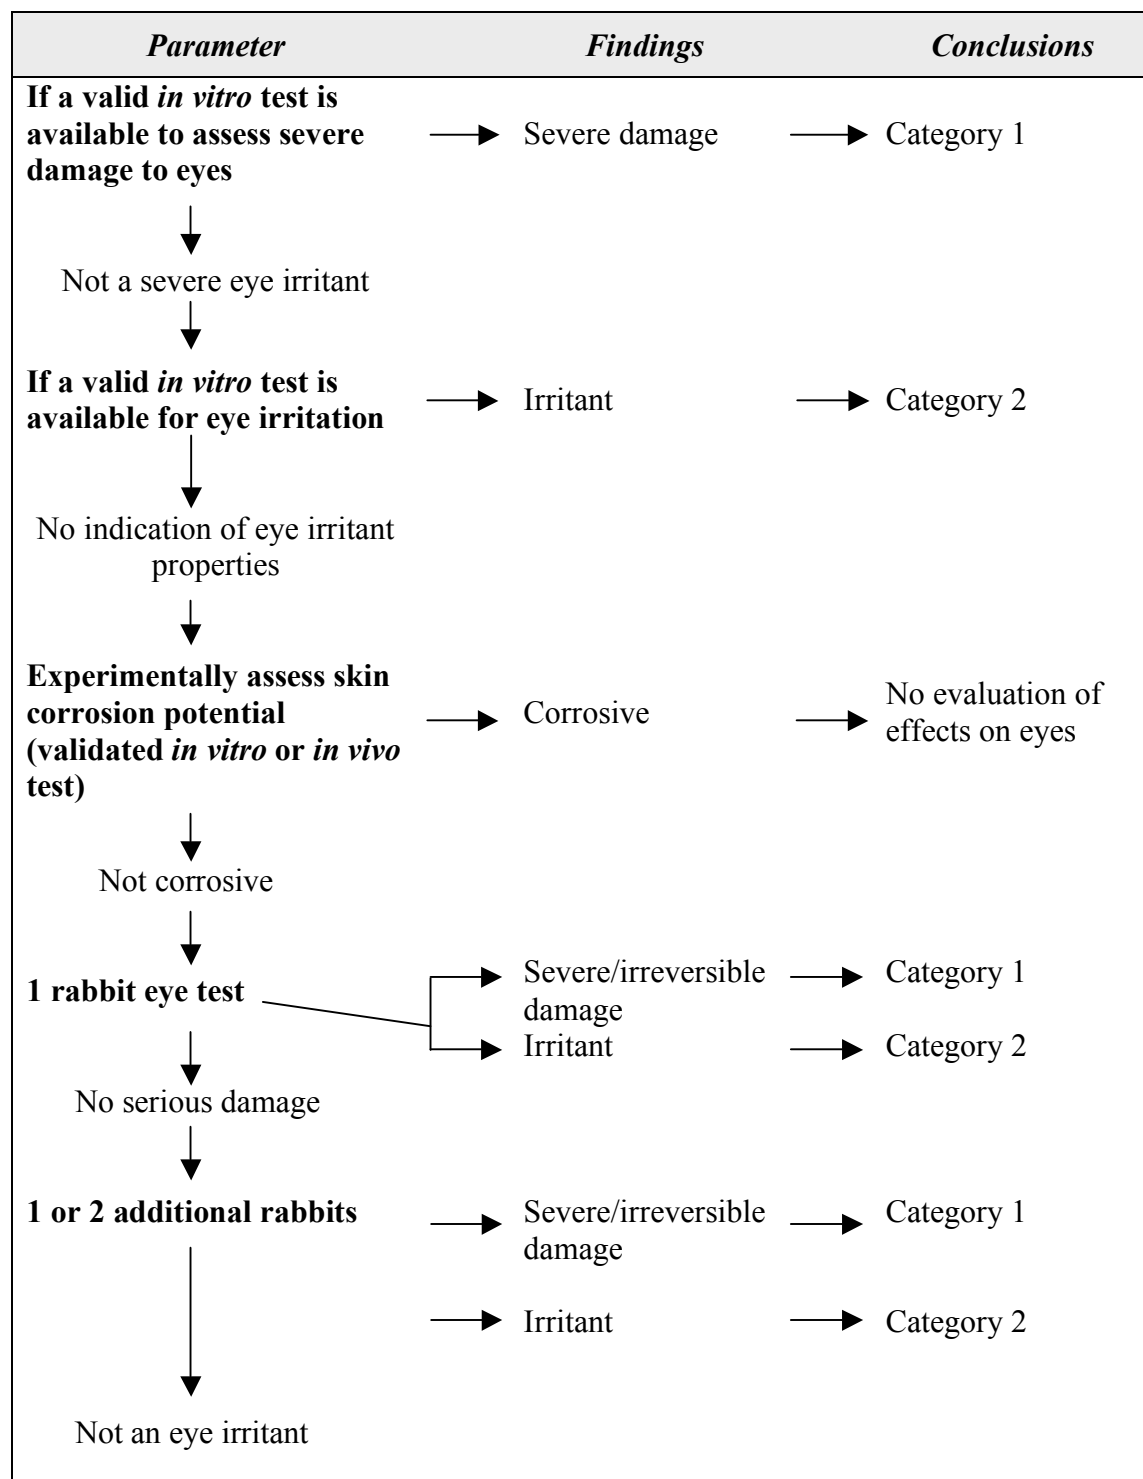 Parameter Findings Conclusions
If a valid in vitro test is
available to assess severe Severe damage Category 1
damage to eyes
Not a severe eye irritant
If a valid in vitro test is
available for eye irritation Irritant Category 2
No indication of eye irritant
properties
Experimentally assess skin
corrosion potential Corrosive No evaluation of
(validated in vitro or in vivo effects on eyes
test)
Not corrosive
1 rabbit eye test Severe/irreversible Category 1
damage
Irritant Category 2
No serious damage
1 or 2 additional rabbits Severe/irreversible Category 1
damage
Irritant Category 2
Not an eye irritant